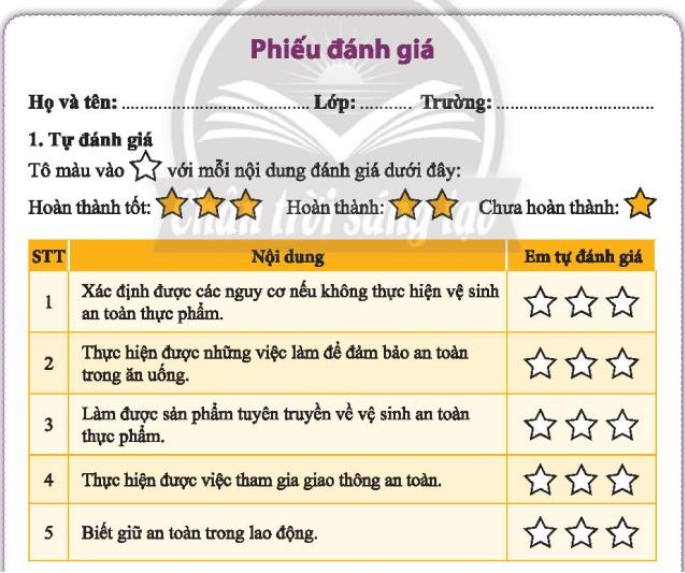 Phiếu đánh giá
Họ và tên: .......................................... Lớp: ........... Trường: ..................................
1. Tự đánh giá
Tô màu vào với mỗi nội dung đánh giá dưới đây:
Hoàn thành tốt: Hoàn thành: Chưa hoàn thành:
Chân trời sáng tạo
STT Nội dung Em tự đánh giá
1 Xác định được các nguy cơ nếu không thực hiện vệ sinh
an toàn thực phẩm.
2 Thực hiện được những việc làm để đảm bảo an toàn
trong ăn uống.
3 Làm được sản phẩm tuyên truyền về vệ sinh an toàn
thực phẩm.
4 Thực hiện được việc tham gia giao thông an toàn.
5 Biết giữ an toàn trong lao động.